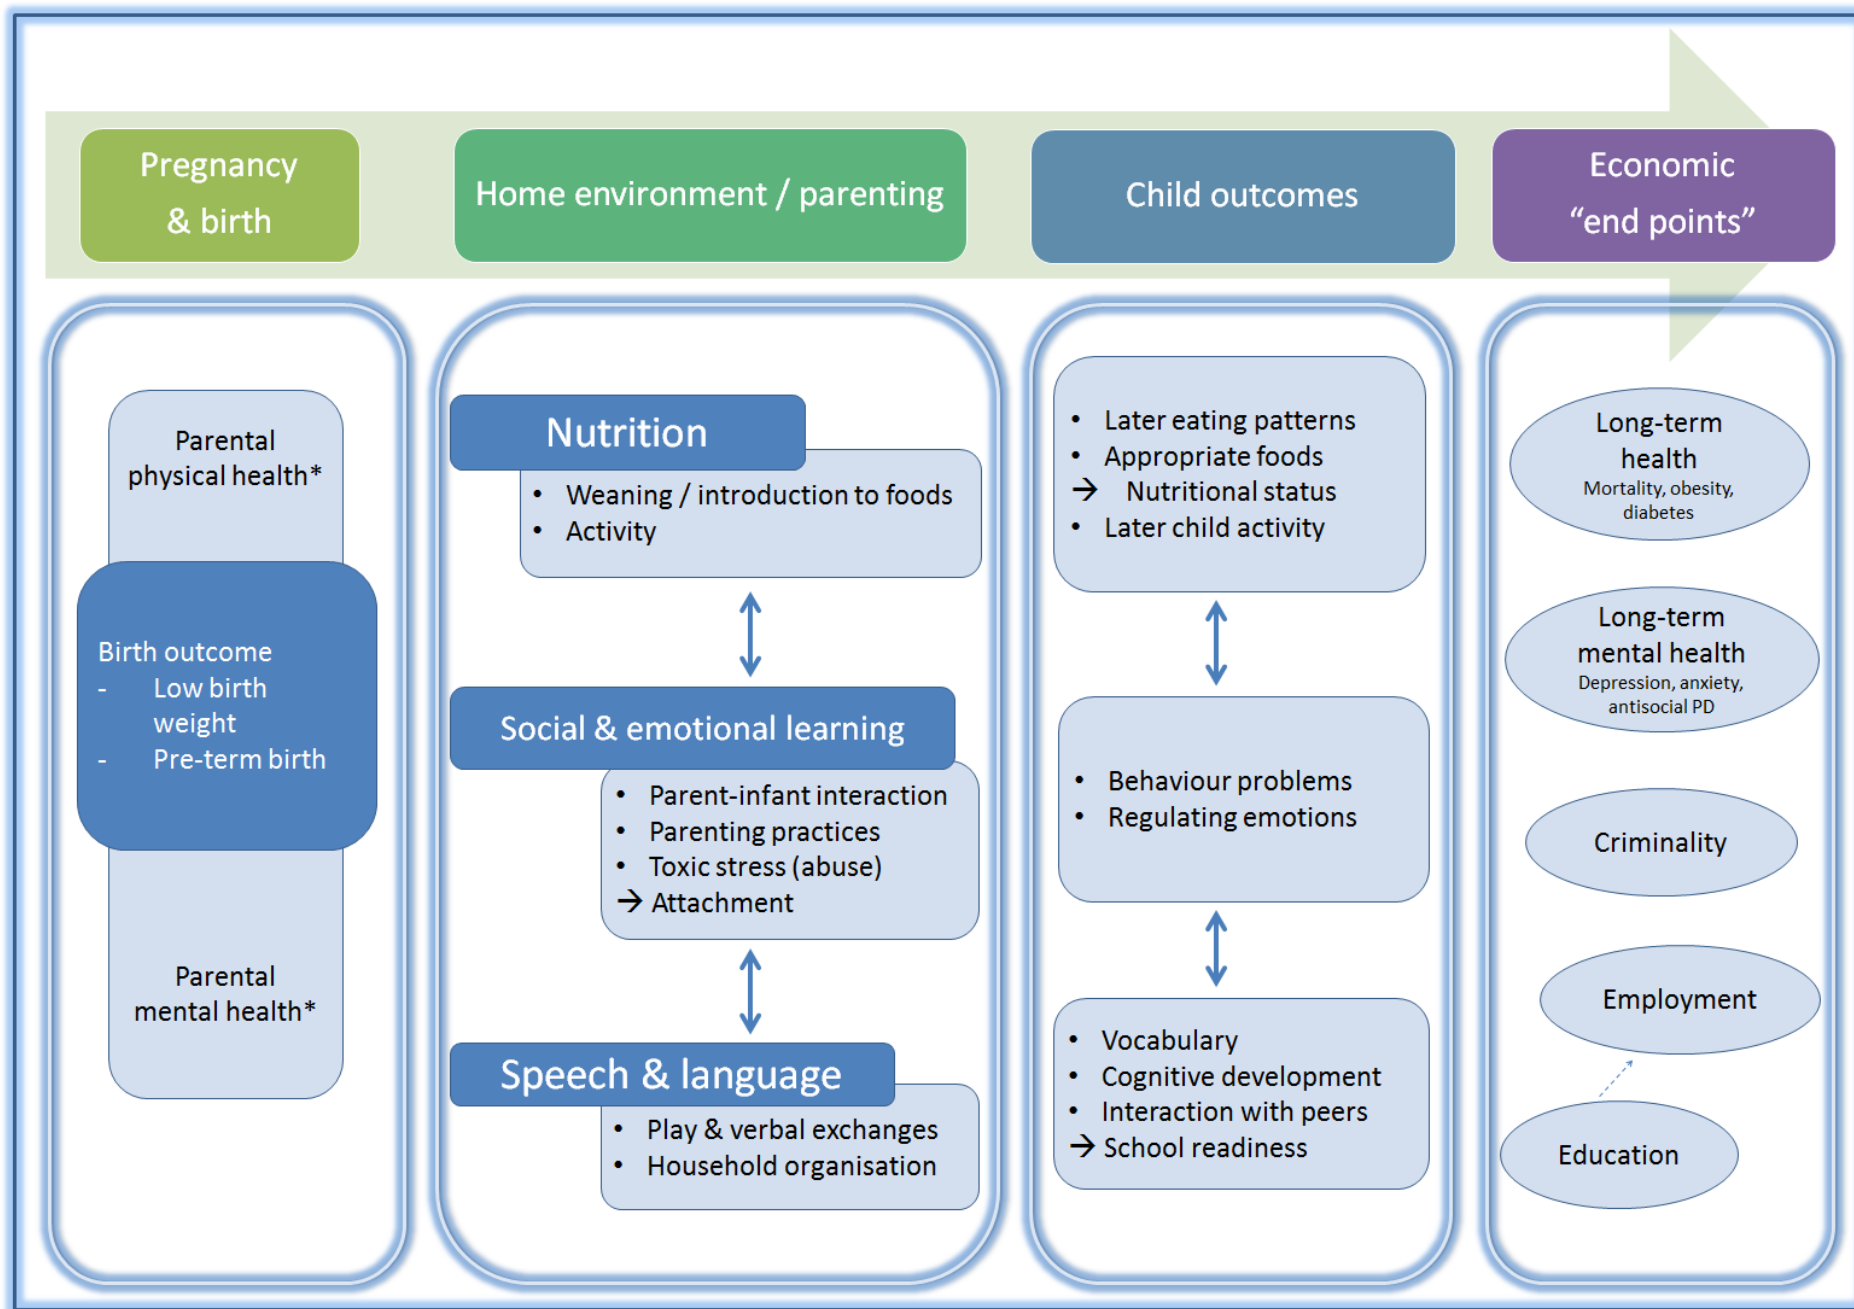 Pregnancy
& birth
Home environment / parenting
Child outcomes
Economic
“end points”
Parental
physical health*
Birth outcome
- Low birth
weight
- Pre-term birth
Parental
mental health*
Nutrition
• Weaning / introduction to foods
• Activity
Social & emotional learning
• Parent-infant interaction
• Parenting practices
• Toxic stress (abuse)
→ Attachment
Speech & language
• Play & verbal exchanges
• Household organisation
• Later eating patterns
• Appropriate foods
→ Nutritional status
• Later child activity
• Behaviour problems
• Regulating emotions
• Vocabulary
• Cognitive development
• Interaction with peers
→ School readiness
Long-term
health
Mortality, obesity,
diabetes
Long-term
mental health
Depression, anxiety,
antisocial PD
Criminality
Employment
Education